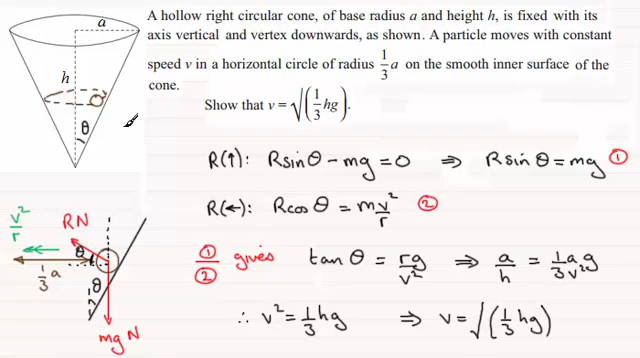 A hollow right circular cone, of base radius a and height h, is fixed with its
axis vertical and vertex downwards, as shown. A particle moves with constant
speed v in a horizontal circle of radius 1/3 a on the smooth inner surface of the
cone.
Show that v = √(1/3 hg).
a
h
θ
R(↑): R sin θ − mg = 0 ⇒ R sin θ = mg ①
R(←): R cos θ = m v²/r ②
①/② gives tan θ = rg/v² ⇒ a/h = 1/3 a g/v²
∴ v² = 1/3 hg ⇒ v = √(1/3 hg)
v²/r
RN
θ
1/3 a
θ
mg N